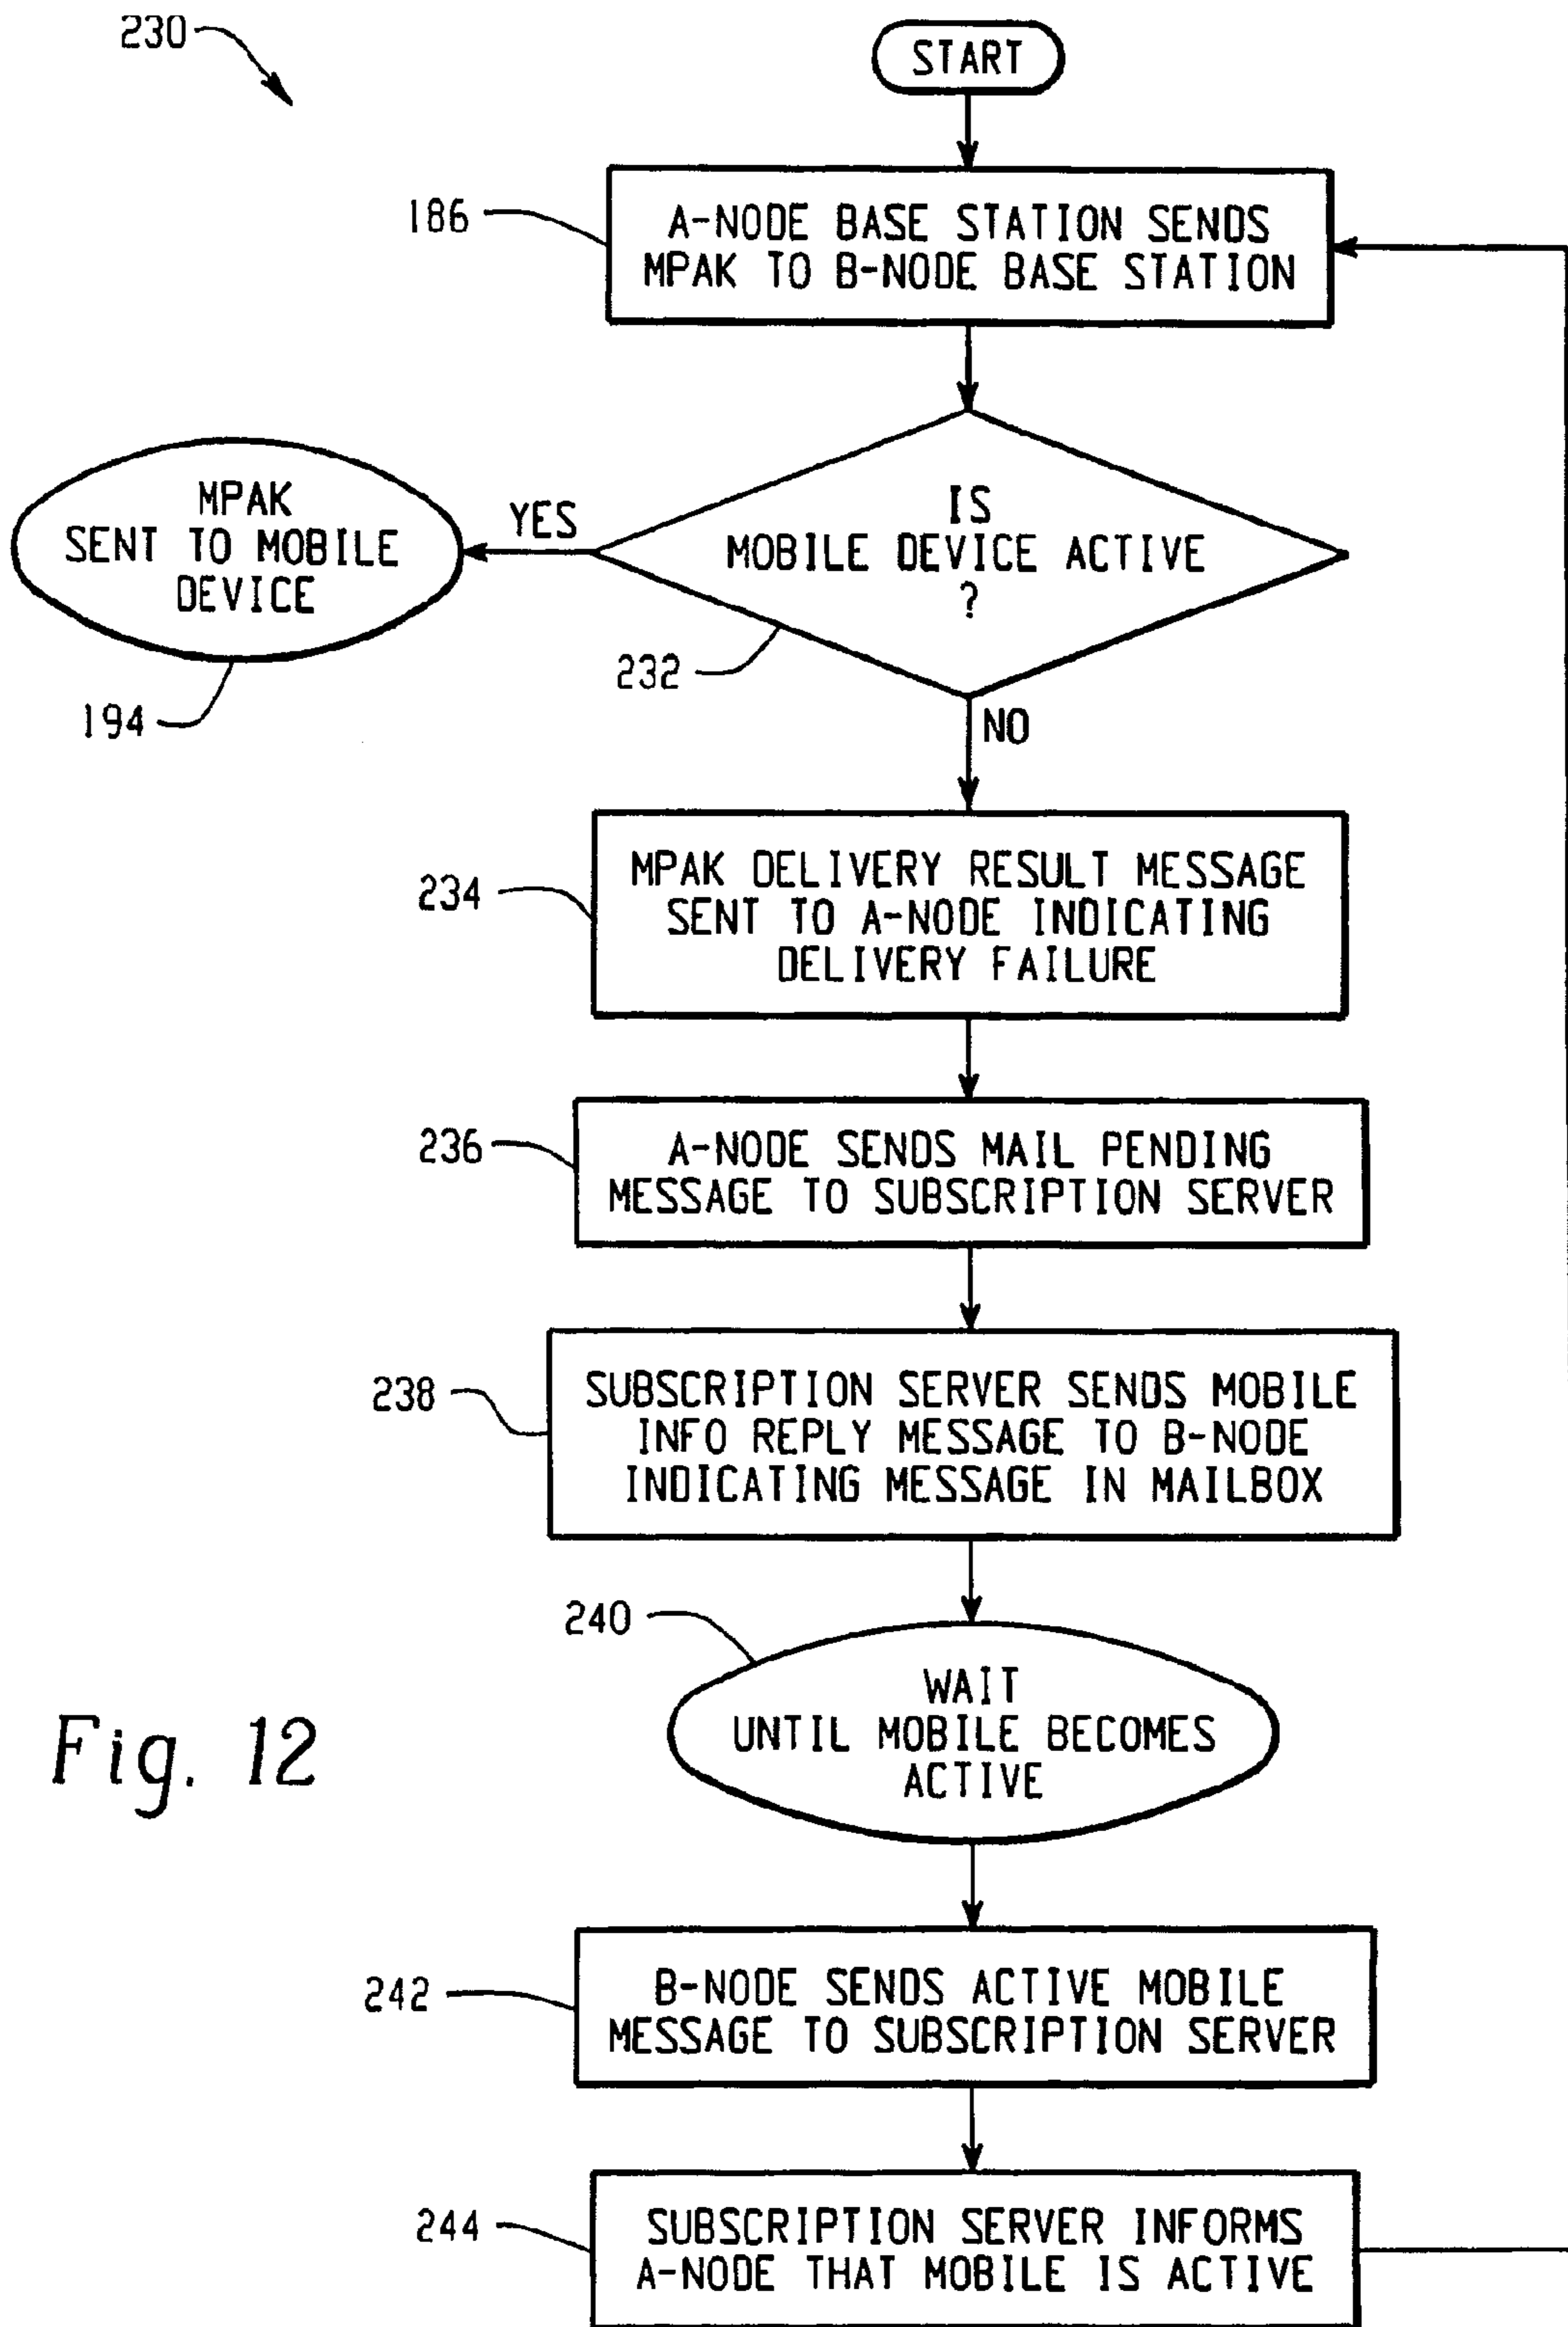 230
START
186
A-NODE BASE STATION SENDS
MPAK TO B-NODE BASE STATION
IS
MOBILE DEVICE ACTIVE
?
232
YES
MPAK
SENT TO MOBILE
DEVICE
194
NO
234
MPAK DELIVERY RESULT MESSAGE
SENT TO A-NODE INDICATING
DELIVERY FAILURE
236
A-NODE SENDS MAIL PENDING
MESSAGE TO SUBSCRIPTION SERVER
238
SUBSCRIPTION SERVER SENDS MOBILE
INFO REPLY MESSAGE TO B-NODE
INDICATING MESSAGE IN MAILBOX
240
WAIT
UNTIL MOBILE BECOMES
ACTIVE
Fig. 12
242
B-NODE SENDS ACTIVE MOBILE
MESSAGE TO SUBSCRIPTION SERVER
244
SUBSCRIPTION SERVER INFORMS
A-NODE THAT MOBILE IS ACTIVE